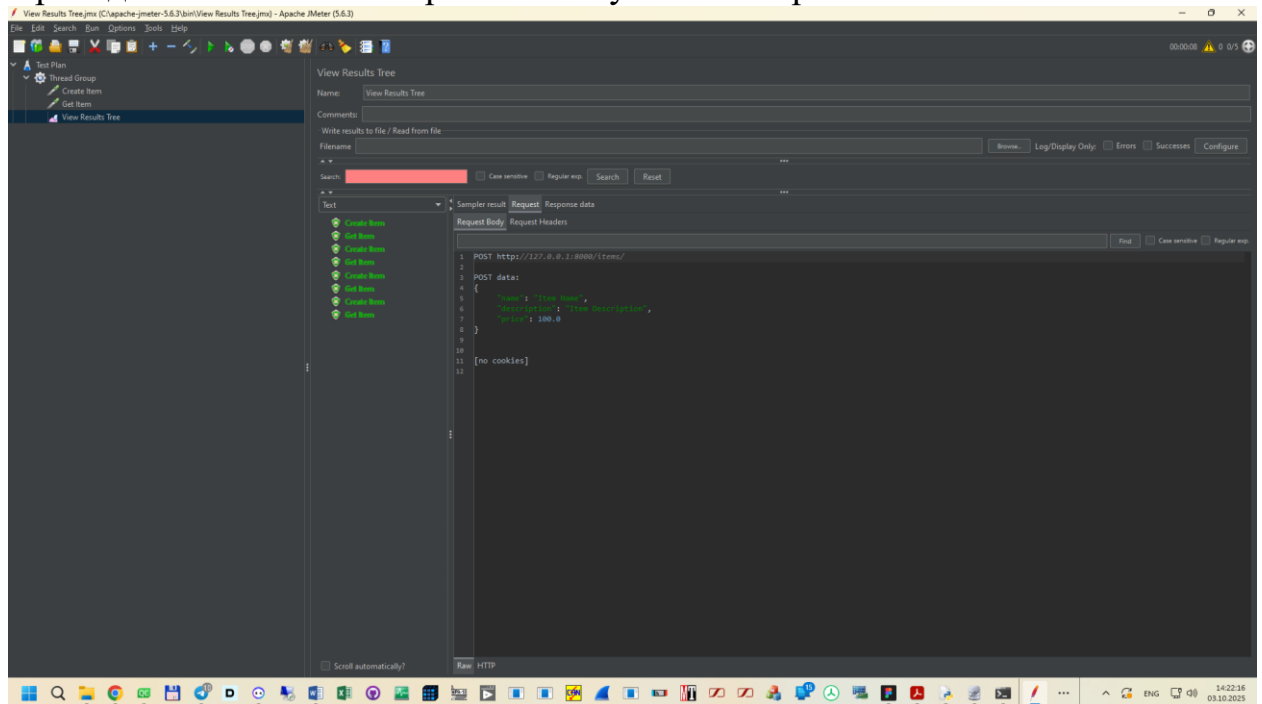 View Results Tree.jmx (C:\apache-jmeter-5.6.3\bin\View Results Tree.jmx) - Apache JMeter (5.6.3)
File Edit Search Run Options Tools Help
00:00:08 0 0/5
Test Plan
Thread Group
Create Item
Get Item
View Results Tree
View Results Tree
Name: View Results Tree
Comments:
Write results to file / Read from file
Filename Browse... Log/Display Only: Errors Successes Configure
Search: Case sensitive Regular exp. Search Reset
Text
Create Item
Get Item
Create Item
Get Item
Create Item
Get Item
Create Item
Get Item
Scroll automatically?
Sampler result Request Response data
Request Body Request Headers
Find Case sensitive Regular exp.
1 POST http://127.0.0.1:8000/items/
2
3 POST data:
4 {
5 "name": "Item Name",
6 "description": "Item Description",
7 "price": 100.0
8 }
9
10
11 [no cookies]
12
Raw HTTP
ENG
14:22:16
03.10.2025